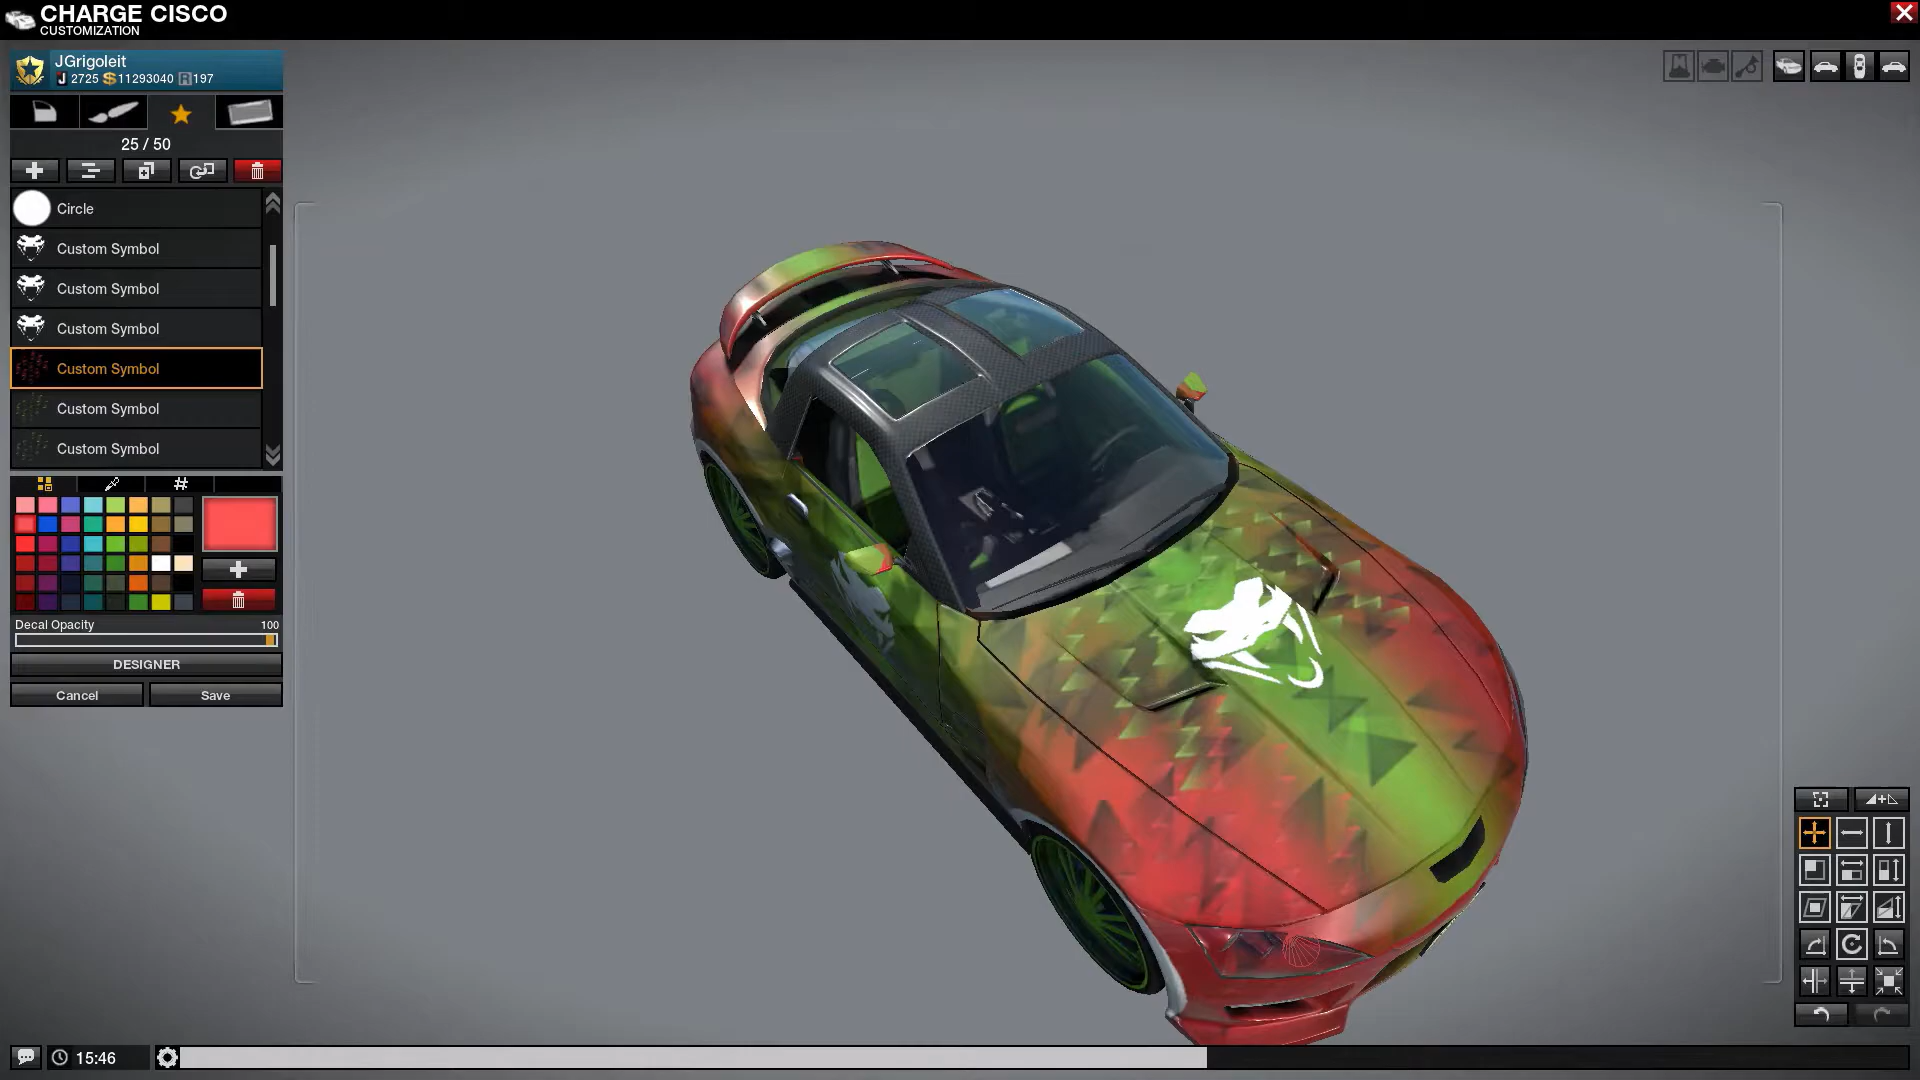 CHARGE CISCO
CUSTOMIZATION
JGrigoleit
J 2725 $11293040 R 197
25 / 50
Circle
Custom Symbol
Custom Symbol
Custom Symbol
Custom Symbol
Custom Symbol
Custom Symbol
#
Decal Opacity 100
DESIGNER
Cancel Save
15:46